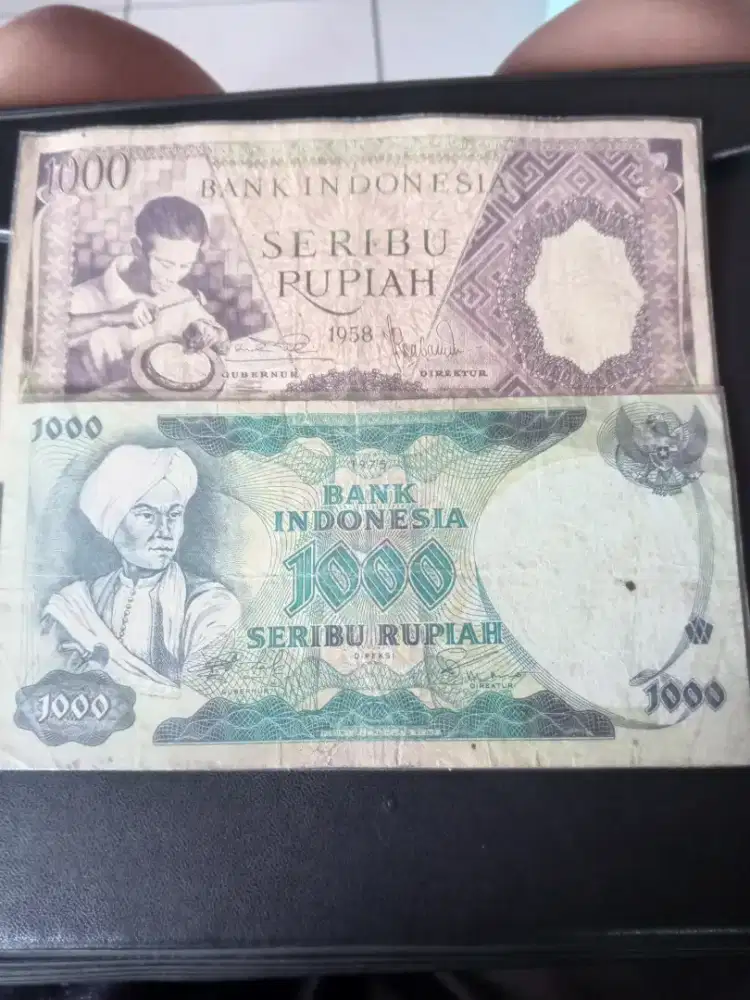 1000
BANK INDONESIA
SERIBU
RUPIAH
1958
GUBERNUR DIREKTUR
1000
1975
BANK
INDONESIA
1000
SERIBU RUPIAH
DIREKSI
GUBERNUR DIREKTUR
1000
1000